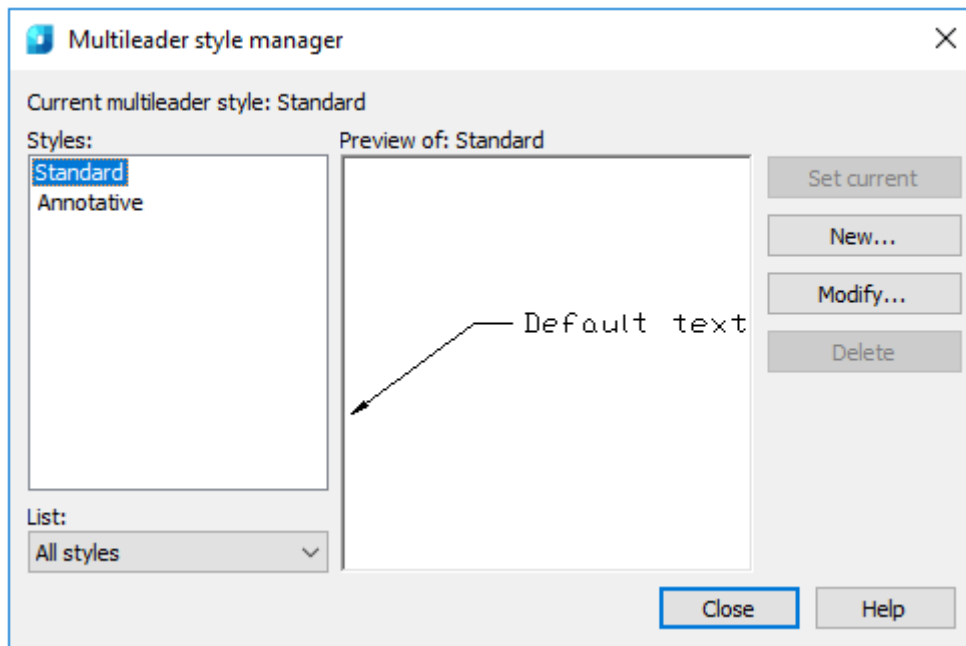 Multileader style manager
Current multileader style: Standard
Styles:
Preview of: Standard
Standard
Annotative
Default text
Set current
New...
Modify...
Delete
List:
All styles
Close
Help